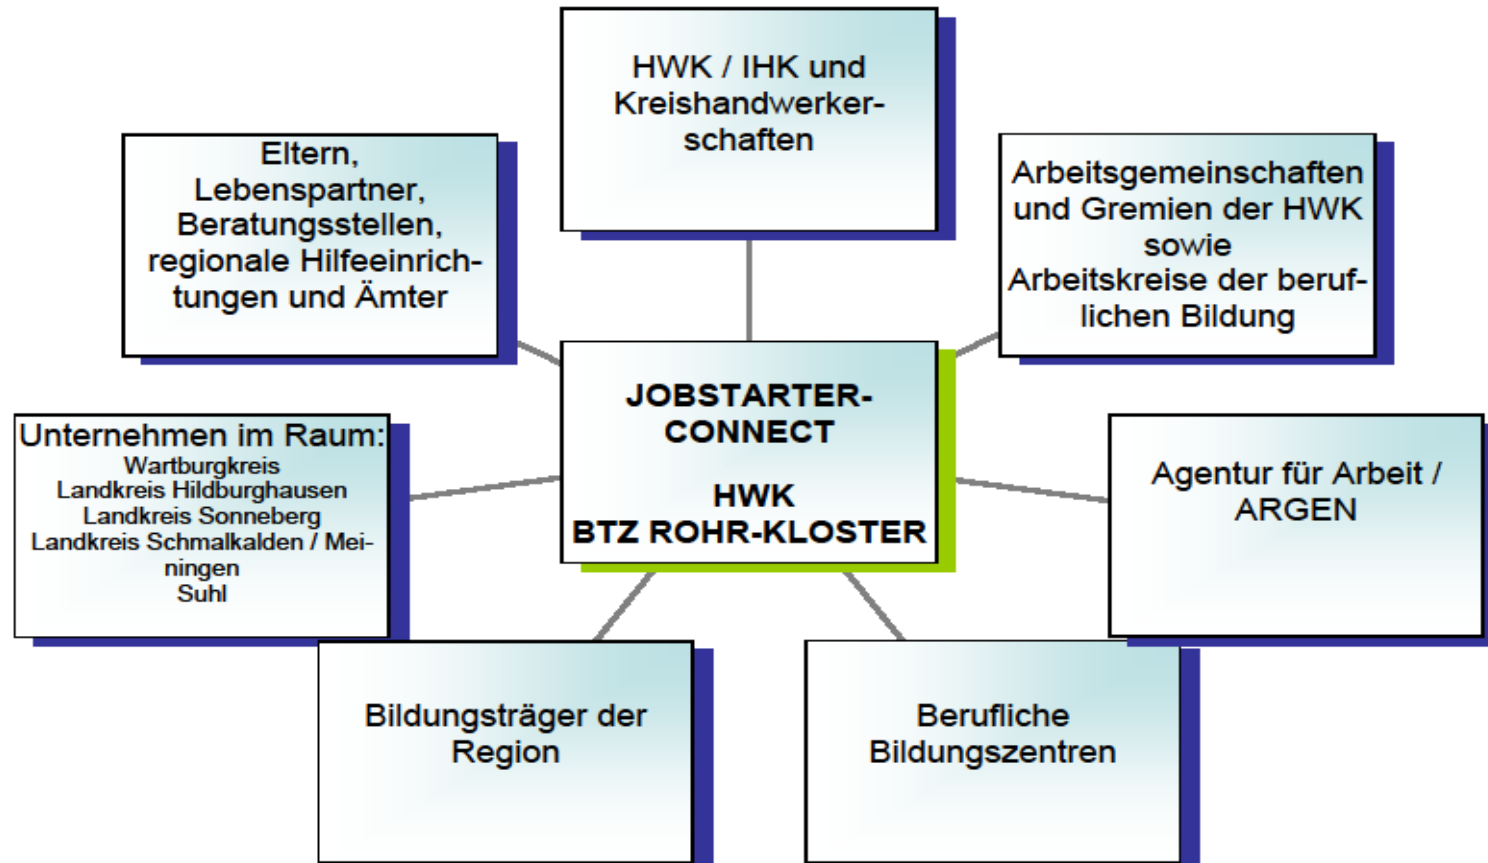 HWK / IHK und
Kreishandwerker-
schaften
Eltern,
Lebenspartner,
Beratungsstellen,
regionale Hilfeeinrich-
tungen und Ämter
Arbeitsgemeinschaften
und Gremien der HWK
sowie
Arbeitskreise der beruf-
lichen Bildung
JOBSTARTER-
CONNECT
HWK
BTZ ROHR-KLOSTER
Unternehmen im Raum:
Wartburgkreis
Landkreis Hildburghausen
Landkreis Sonneberg
Landkreis Schmalkalden / Mei-
ningen
Suhl
Agentur für Arbeit /
ARGEN
Bildungsträger der
Region
Berufliche
Bildungszentren